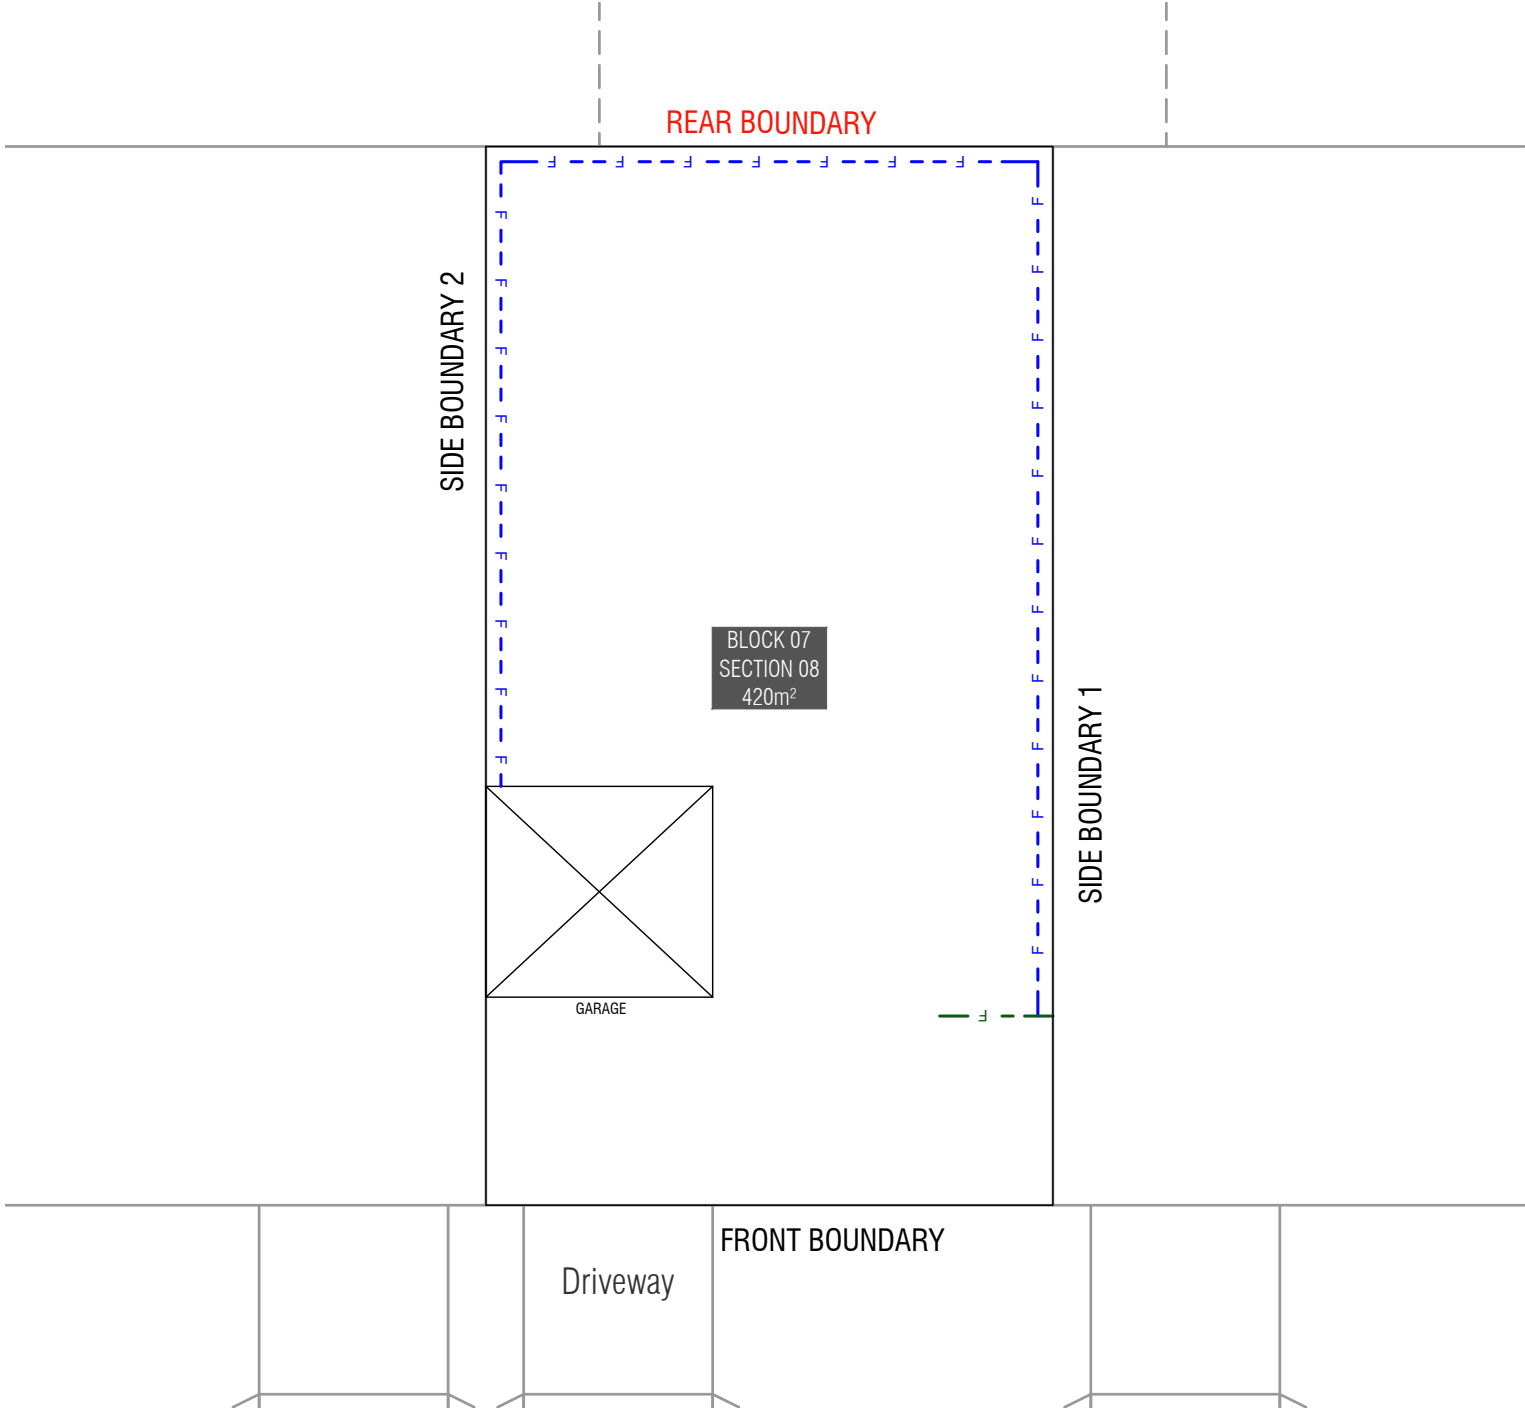 REAR BOUNDARY
F F F F F F F
F F F F F F F F F
F F F F F F F F F F F F
SIDE BOUNDARY 2
BLOCK 07
SECTION 08
420m²
SIDE BOUNDARY 1
GARAGE
F
FRONT BOUNDARY
Driveway